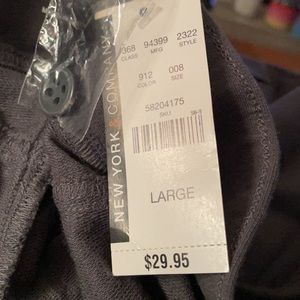 368 94399 2322
CLASS MFG STYLE
912 008
COLOR SIZE
58204175
SKU
NEW YORK & COMPANY
LARGE
$29.95